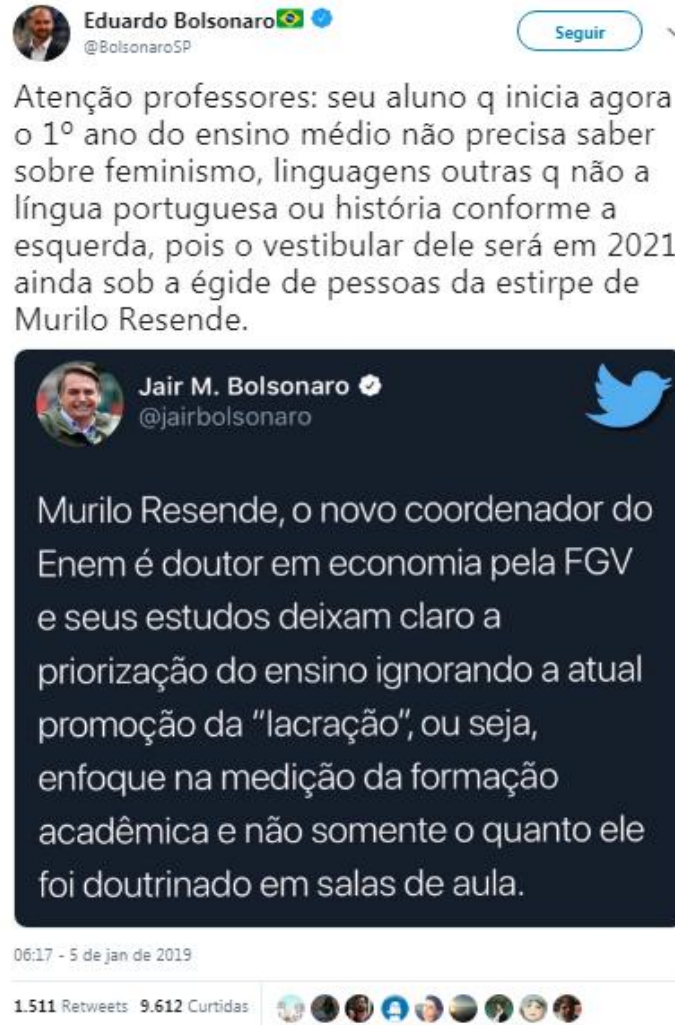 Eduardo Bolsonaro
@BolsonaroSP
Seguir
Atenção professores: seu aluno q inicia agora
o 1º ano do ensino médio não precisa saber
sobre feminismo, linguagens outras q não a
língua portuguesa ou história conforme a
esquerda, pois o vestibular dele será em 2021
ainda sob a égide de pessoas da estirpe de
Murilo Resende.
Jair M. Bolsonaro
@jairbolsonaro
Murilo Resende, o novo coordenador do
Enem é doutor em economia pela FGV
e seus estudos deixam claro a
priorização do ensino ignorando a atual
promoção da "lacração", ou seja,
enfoque na medição da formação
acadêmica e não somente o quanto ele
foi doutrinado em salas de aula.
06:17 - 5 de jan de 2019
1.511 Retweets 9.612 Curtidas